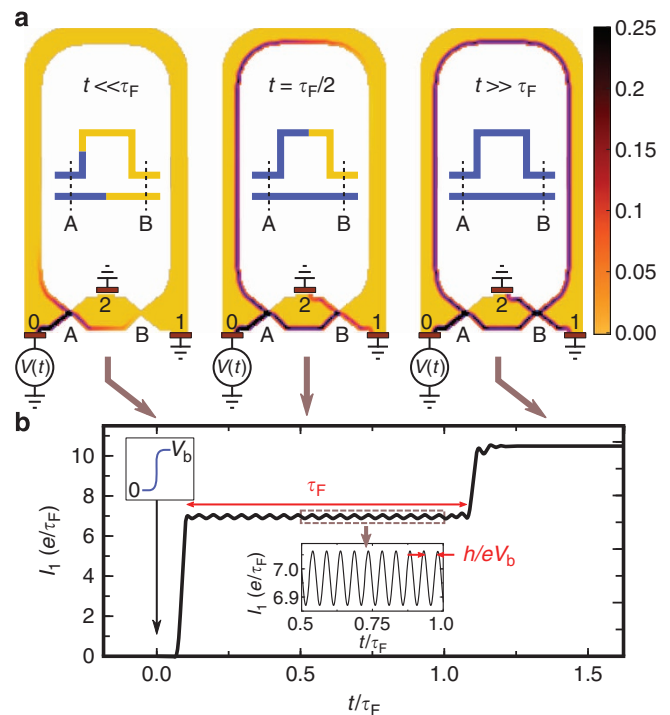 a
t <<τF
t = τF/2
t >> τF
A B
A B
A B
0.25
0.2
0.15
0.1
0.05
0.00
0 A 2 B 1
0 A 2 B 1
0 A 2 B 1
V(t)
V(t)
V(t)
b
I1 (e/τF)
10
8
6
4
2
0
Vb
0
τF
h/eVb
I1 (e/τF)
7.05
6.9
0.5 0.75 1.0
t/τF
0.0 0.5 1.0 1.5
t/τF